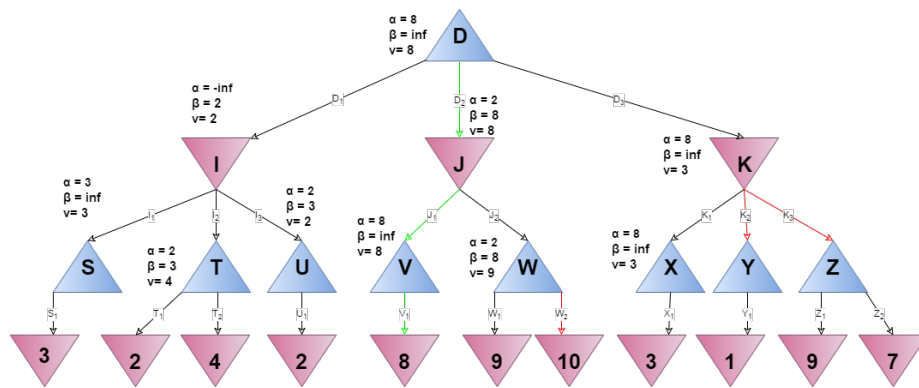 α = 8
β = inf
v= 8
D
α = -inf
β = 2
v= 2
D₁
D₂
D₃
α = 2
β = 8
v= 8
α = 8
β = inf
v= 3
I
J
K
α = 3
β = inf
v= 3
I₁
I₂
I₃
α = 2
β = 3
v= 2
α = 8
β = inf
v= 8
J₁
J₂
K₁
K₂
K₃
α = 2
β = 3
v= 4
α = 2
β = 8
v= 9
α = 8
β = inf
v= 3
S
T
U
V
W
X
Y
Z
S₁
T₁
T₂
U₁
V₁
W₁
W₂
X₁
Y₁
Z₁
Z₂
3
2
4
2
8
9
10
3
1
9
7